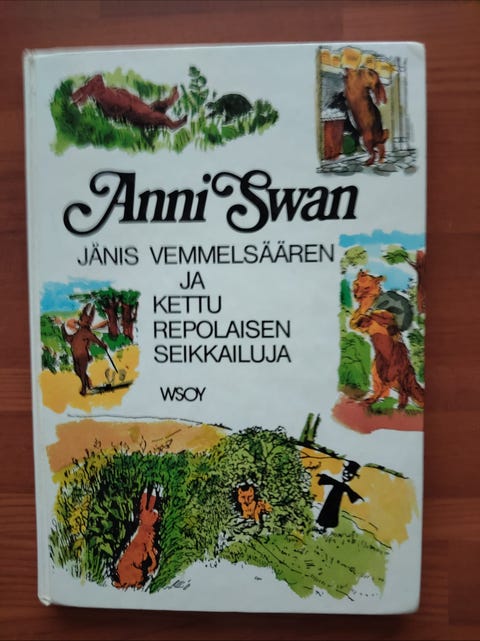 Anni Swan
JÄNIS VEMMELSÄÄREN
JA
KETTU
REPOLAISEN
SEIKKAILUJA
WSOY